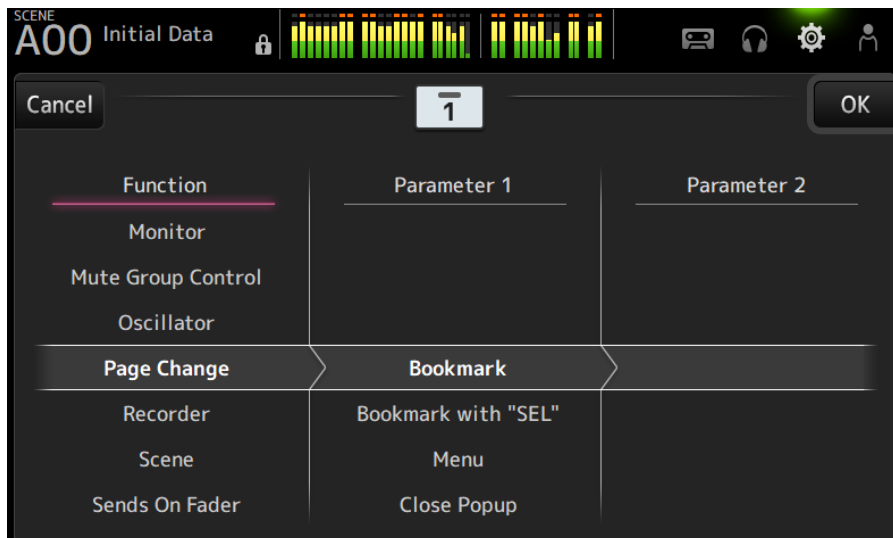 SCENE
A00 Initial Data
Cancel
1
OK
Function
Parameter 1
Parameter 2
Monitor
Mute Group Control
Oscillator
Page Change
Bookmark
Recorder
Bookmark with "SEL"
Scene
Menu
Sends On Fader
Close Popup